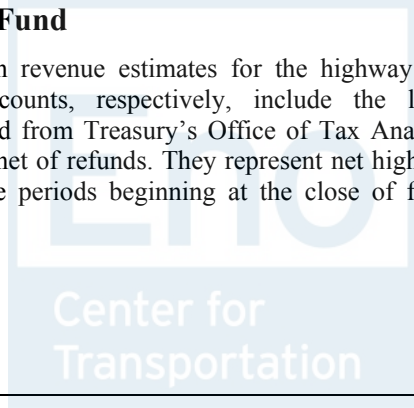 Fund
n revenue estimates for the highway
counts, respectively, include the l
d from Treasury's Office of Tax Ana
net of refunds. They represent net high
e periods beginning at the close of f
Eno
Center for
Transportation